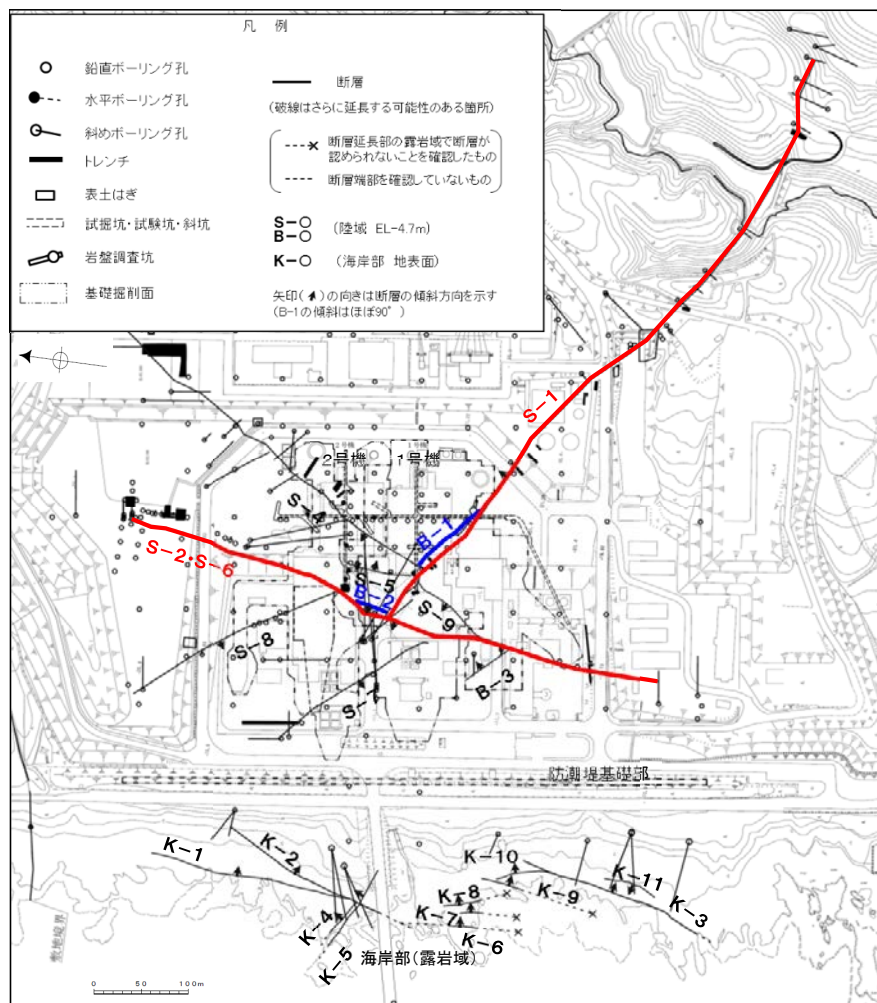 凡 例
鉛直ボーリング孔
水平ボーリング孔
斜めボーリング孔
トレンチ
表土はぎ
試掘坑・試験坑・斜坑
岩盤調査坑
基礎掘削面
断層
(破線はさらに延長する可能性のある箇所)
断層延長部の露岩域で断層が
認められないことを確認したもの
断層端部を確認していないもの
S-○
B-○
(陸域 EL-4.7m)
K-○
(海岸部 地表面)
矢印( )の向きは断層の傾斜方向を示す
(B-1の傾斜はほぼ90°)
S-1
2号機
1号機
2号機
1号機
S-4
B-1
S-2・S-6
S-5
B-2
S-9
S-8
B-3
防潮堤基礎部
K-1
K-2
K-10
K-11
K-8
K-9
K-4
K-7
K-3
K-6
K-5
海岸部(露岩域)
敷地境界
0 50 100m